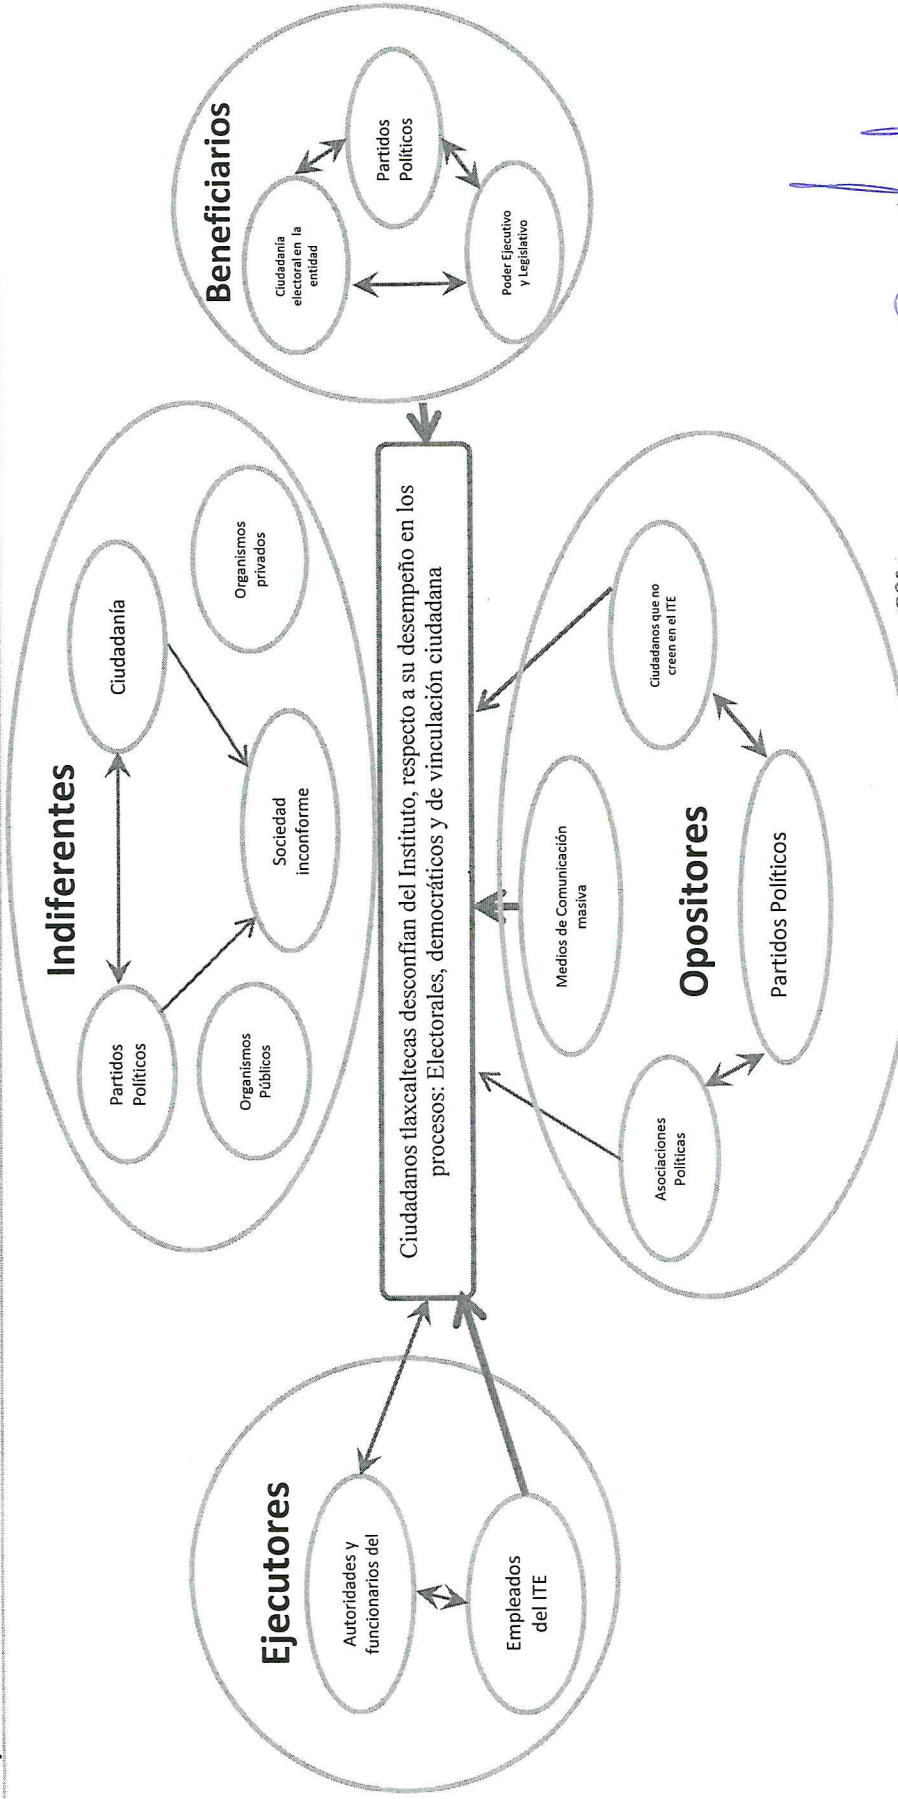 Indiferentes
Partidos
Políticos
Ciudadanía
Organismos
Públicos
Sociedad
inconforme
Organismos
privados
Ejecutores
Autoridades y
funcionarios del
Empleados
del ITE
Ciudadanos tlaxcaltecas desconfían del Instituto, respecto a su desempeño en los
procesos: Electorales, democráticos y de vinculación ciudadana
Beneficiarios
Ciudadanía
electoral en la
entidad
Partidos
Políticos
Poder Ejecutivo
y Legislativo
Asociaciones
Políticas
Medios de Comunicación
masiva
Ciudadanos que no
creen en el ITE
Opositores
Partidos Políticos